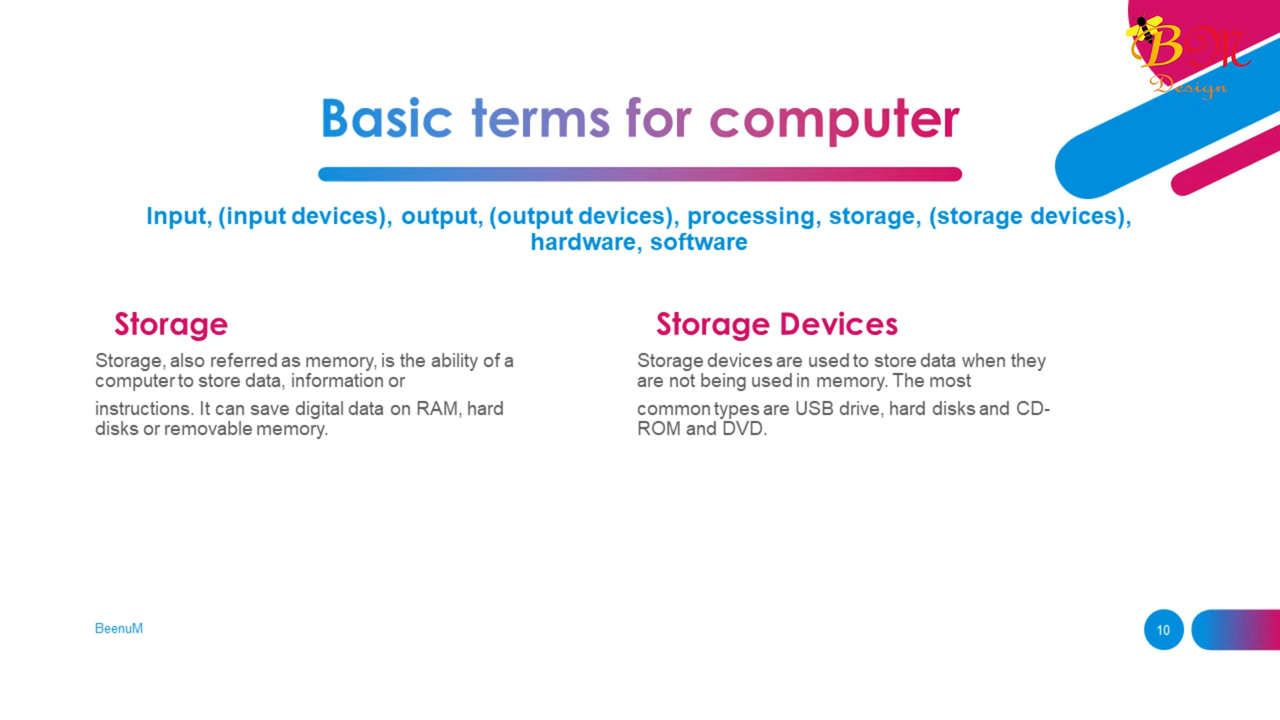 B M
Design
Basic terms for computer
Input, (input devices), output, (output devices), processing, storage, (storage devices),
hardware, software
Storage
Storage, also referred as memory, is the ability of a
computer to store data, information or
instructions. It can save digital data on RAM, hard
disks or removable memory.
Storage Devices
Storage devices are used to store data when they
are not being used in memory. The most
common types are USB drive, hard disks and CD-
ROM and DVD.
BeenuM
10